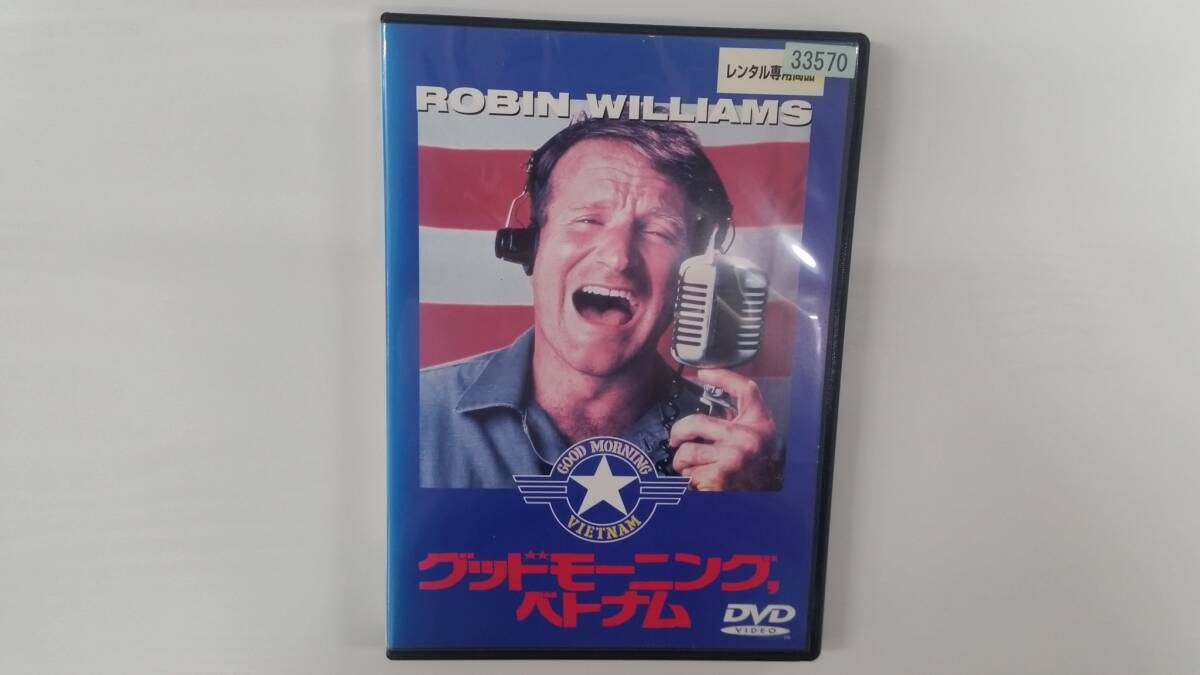 33570
レンタル専用商品
ROBIN WILLIAMS
GOOD MORNING
VIETNAM
グッドモーニング,
ベトナム
DVD
VIDEO